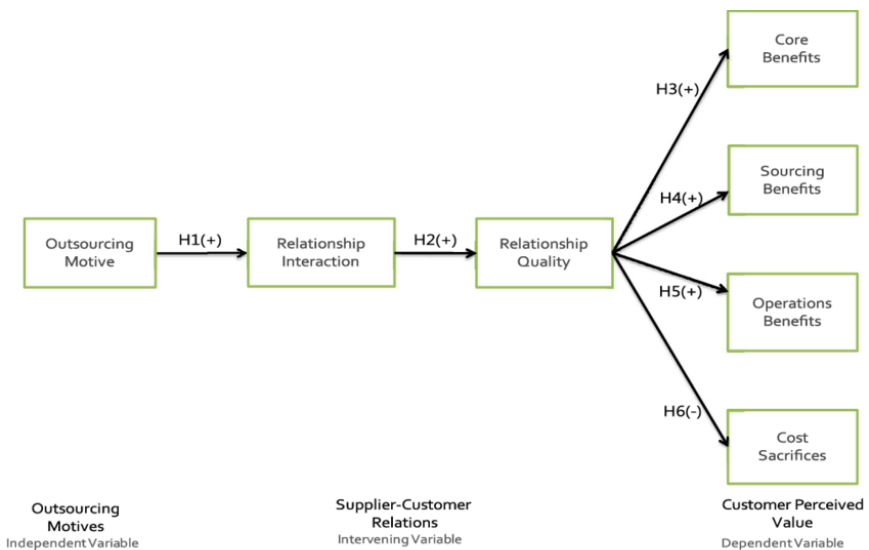 Core
Benefits
H3(+)
Sourcing
Benefits
H4(+)
Outsourcing
Motive
H1(+)
Relationship
Interaction
H2(+)
Relationship
Quality
H5(+)
Operations
Benefits
H6(-)
Cost
Sacrifices
Outsourcing
Motives
Independent Variable
Supplier-Customer
Relations
Intervening Variable
Customer Perceived
Value
Dependent Variable